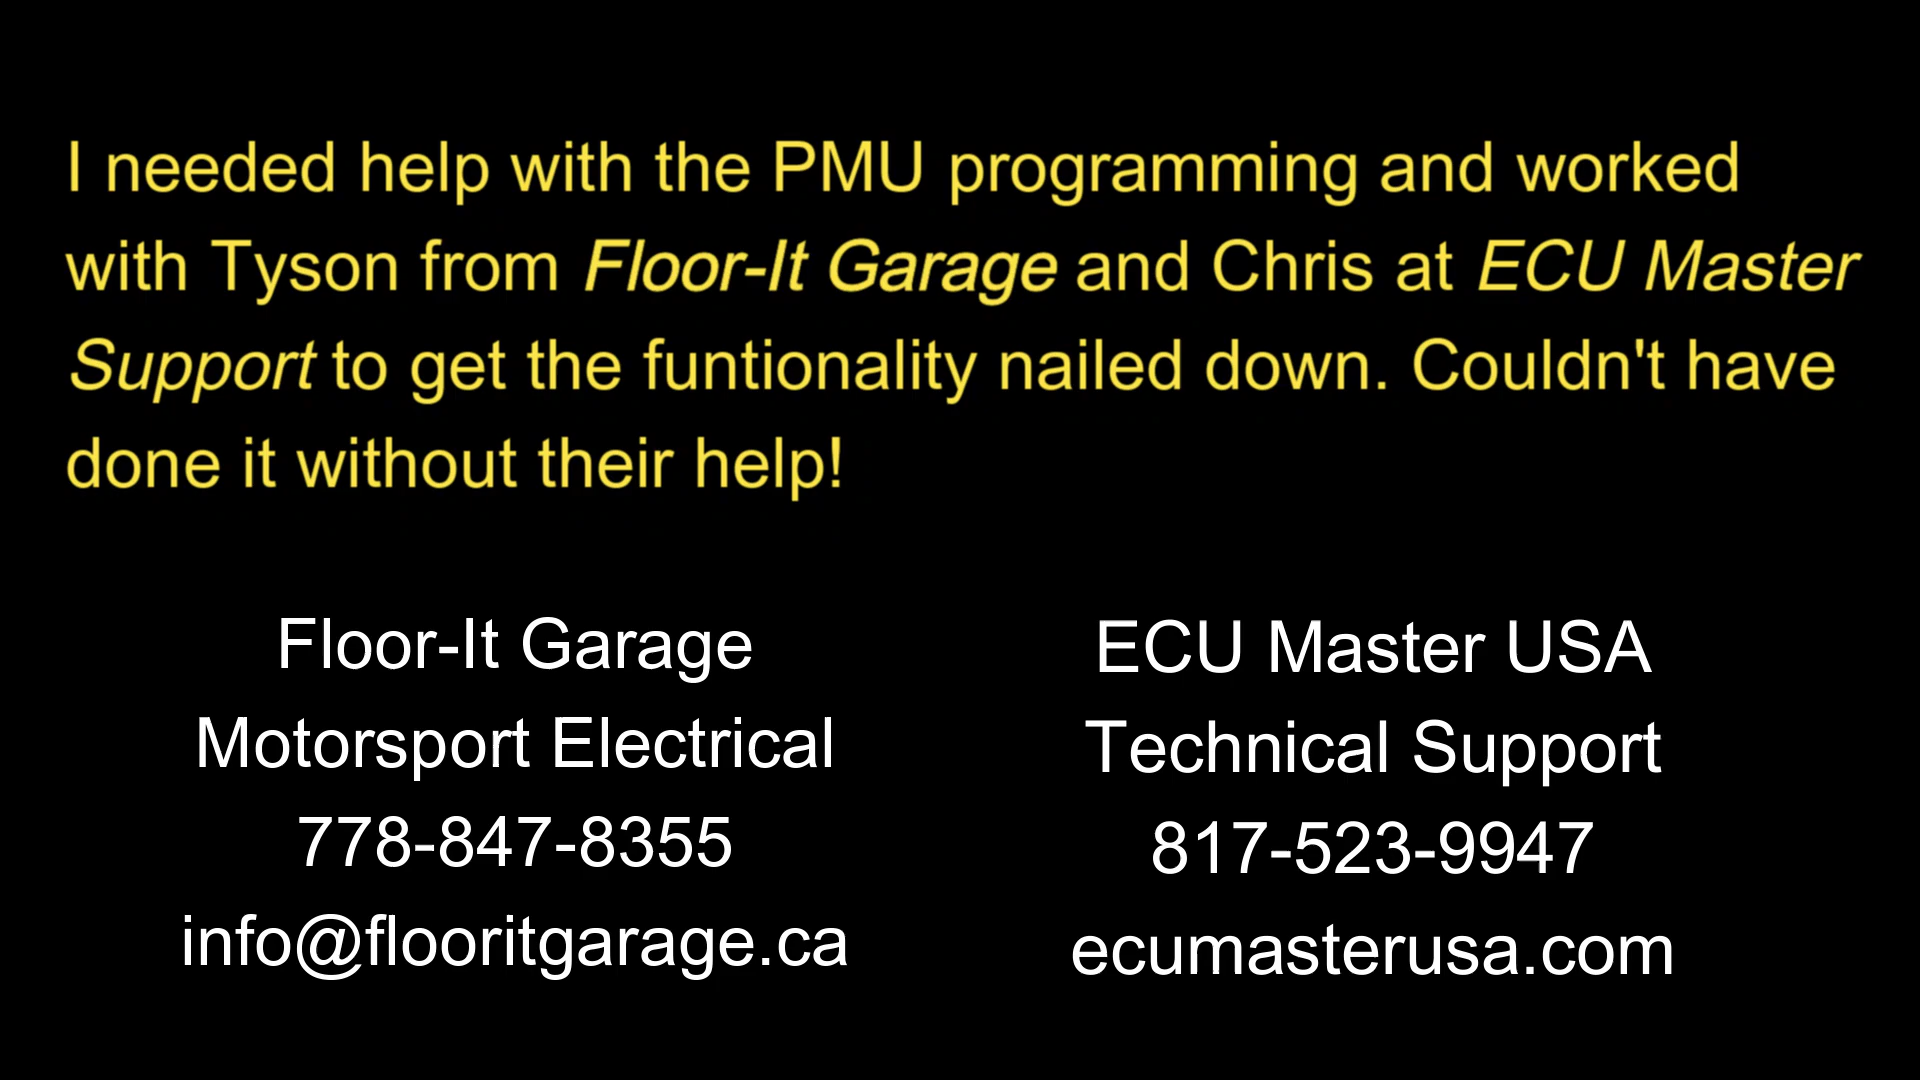 I needed help with the PMU programming and worked
with Tyson from Floor-It Garage and Chris at ECU Master
Support to get the funtionality nailed down. Couldn't have
done it without their help!
Floor-It Garage
Motorsport Electrical
778-847-8355
info@flooritgarage.ca
ECU Master USA
Technical Support
817-523-9947
ecumasterusa.com